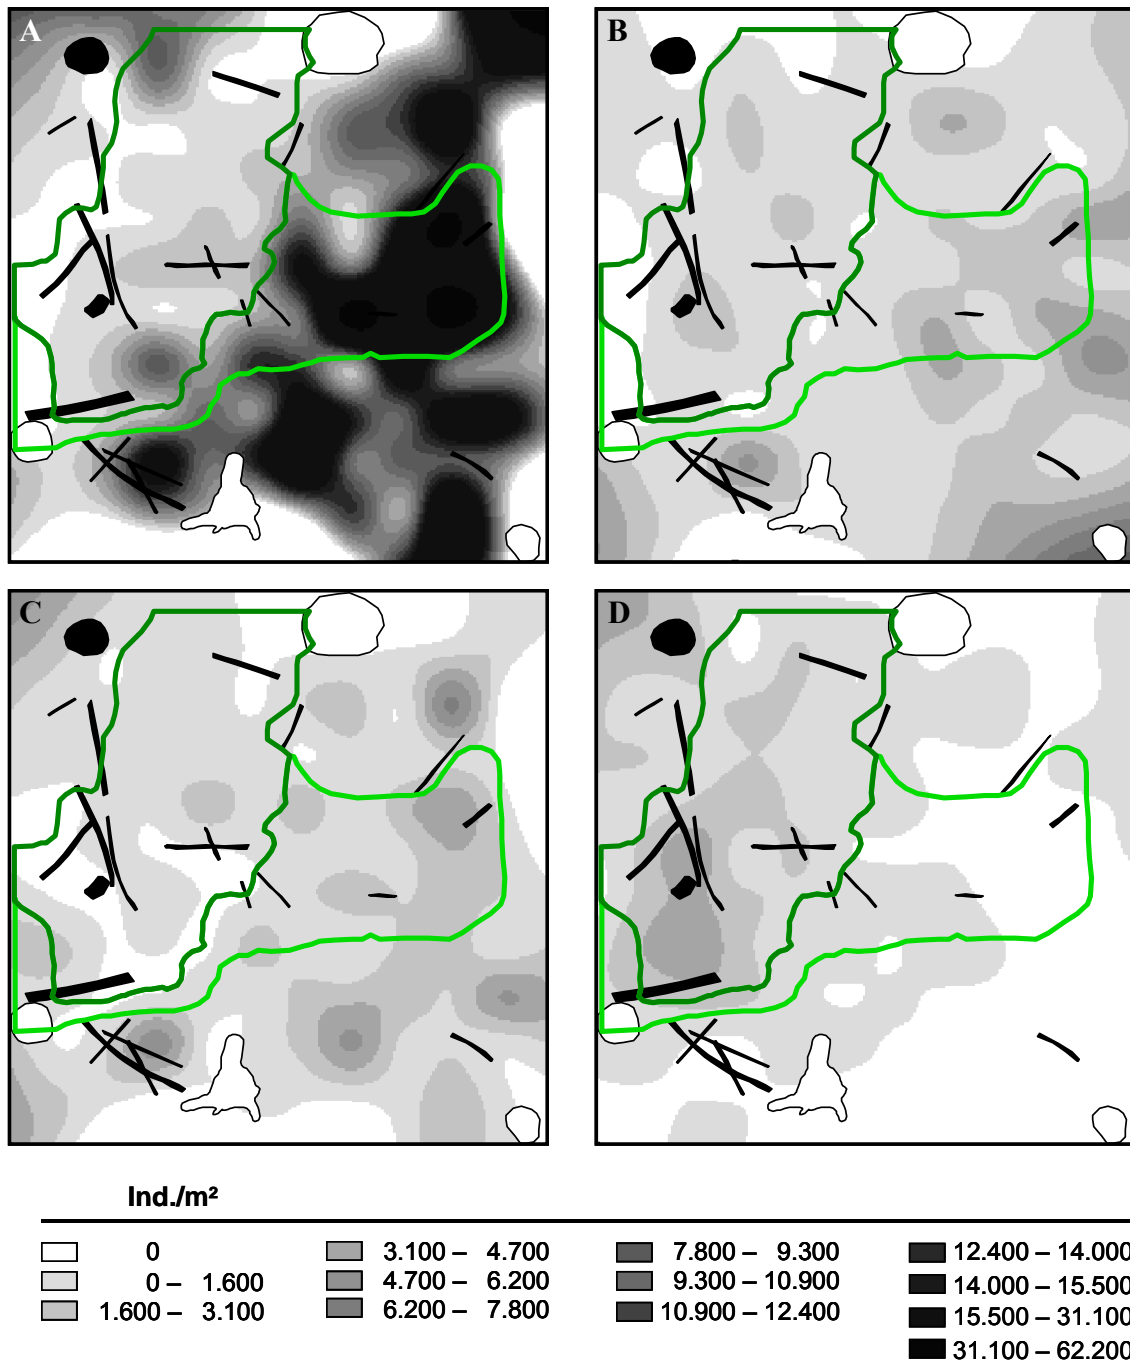 A
B
C
D
Ind./m²
0
0 – 1.600
1.600 – 3.100
3.100 – 4.700
4.700 – 6.200
6.200 – 7.800
7.800 – 9.300
9.300 – 10.900
10.900 – 12.400
12.400 – 14.000
14.000 – 15.500
15.500 – 31.100
31.100 – 62.200